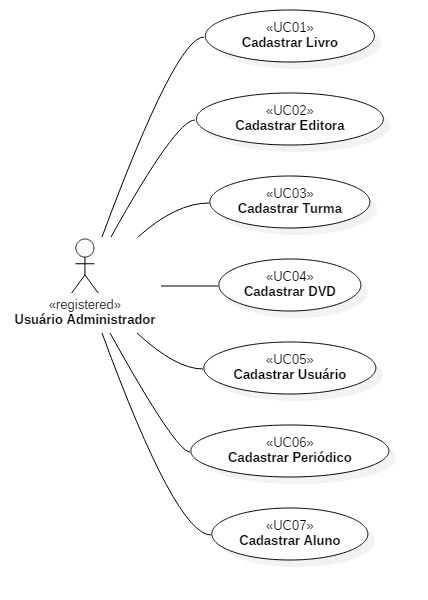 «UC01»
Cadastrar Livro
«UC02»
Cadastrar Editora
«UC03»
Cadastrar Turma
«registered»
Usuário Administrador
«UC04»
Cadastrar DVD
«UC05»
Cadastrar Usuário
«UC06»
Cadastrar Periódico
«UC07»
Cadastrar Aluno